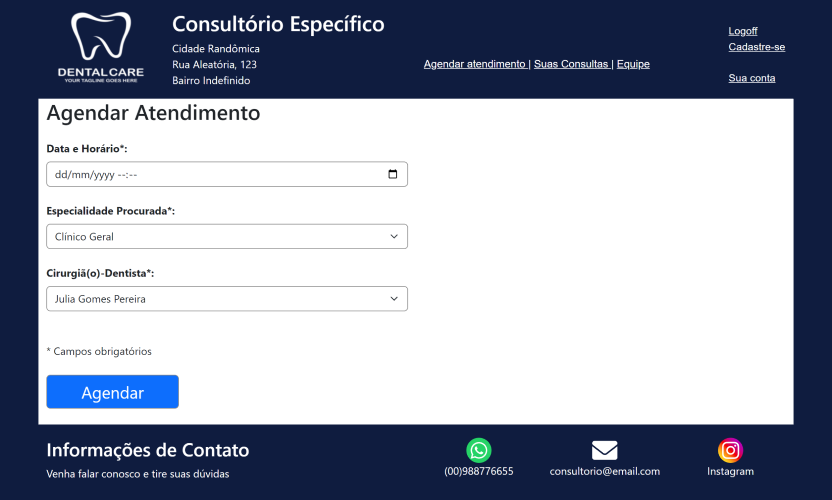 DENTAL CARE
YOUR TAGLINE GOES HERE
Consultório Específico
Cidade Randômica
Rua Aleatória, 123
Bairro Indefinido
Agendar atendimento | Suas Consultas | Equipe
Logoff
Cadastre-se
Sua conta
Agendar Atendimento
Data e Horário*:
dd/mm/yyyy --:--
Especialidade Procurada*:
Clínico Geral
Cirurgiã(o)-Dentista*:
Julia Gomes Pereira
* Campos obrigatórios
Agendar
Informações de Contato
Venha falar conosco e tire suas dúvidas
(00)988776655
consultorio@email.com
Instagram